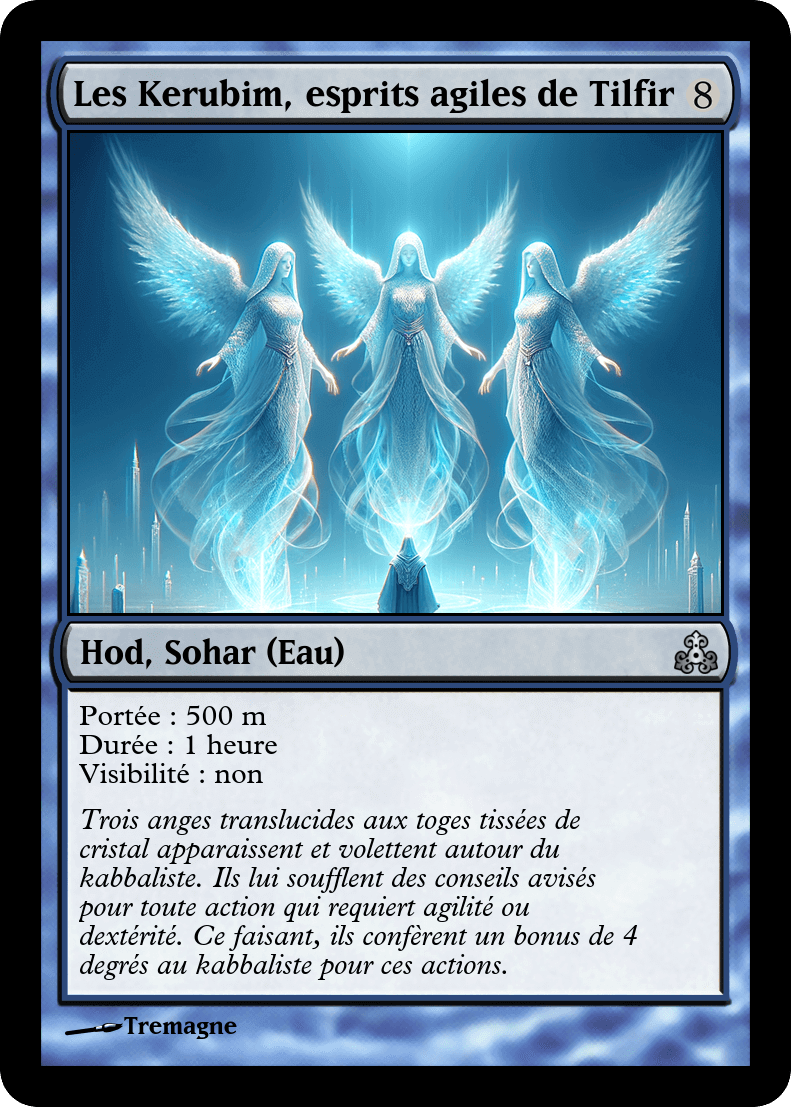 Les Kerubim, esprits agiles de Tilfir 8
Hod, Sohar (Eau)
Portée : 500 m
Durée : 1 heure
Visibilité : non
Trois anges translucides aux toges tissées de
cristal apparaissent et volettent autour du
kabbaliste. Ils lui soufflent des conseils avisés
pour toute action qui requiert agilité ou
dextérité. Ce faisant, ils confèrent un bonus de 4
degrés au kabbaliste pour ces actions.
Tremagne